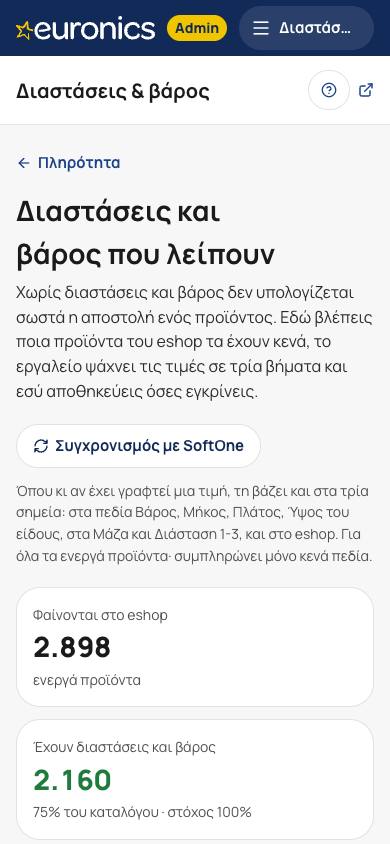 euronics
Admin
Διαστάσ…
Διαστάσεις & βάρος
Πληρότητα
Διαστάσεις και
βάρος που λείπουν
Χωρίς διαστάσεις και βάρος δεν υπολογίζεται
σωστά η αποστολή ενός προϊόντος. Εδώ βλέπεις
ποια προϊόντα του eshop τα έχουν κενά, το
εργαλείο ψάχνει τις τιμές σε τρία βήματα και
εσύ αποθηκεύεις όσες εγκρίνεις.
Συγχρονισμός με SoftOne
Όπου κι αν έχει γραφτεί μια τιμή, τη βάζει και στα τρία
σημεία: στα πεδία Βάρος, Μήκος, Πλάτος, Ύψος του
είδους, στα Μάζα και Διάσταση 1-3, και στο eshop. Για
όλα τα ενεργά προϊόντα· συμπληρώνει μόνο κενά πεδία.
Φαίνονται στο eshop
2.898
ενεργά προϊόντα
Έχουν διαστάσεις και βάρος
2.160
75% του καταλόγου · στόχος 100%